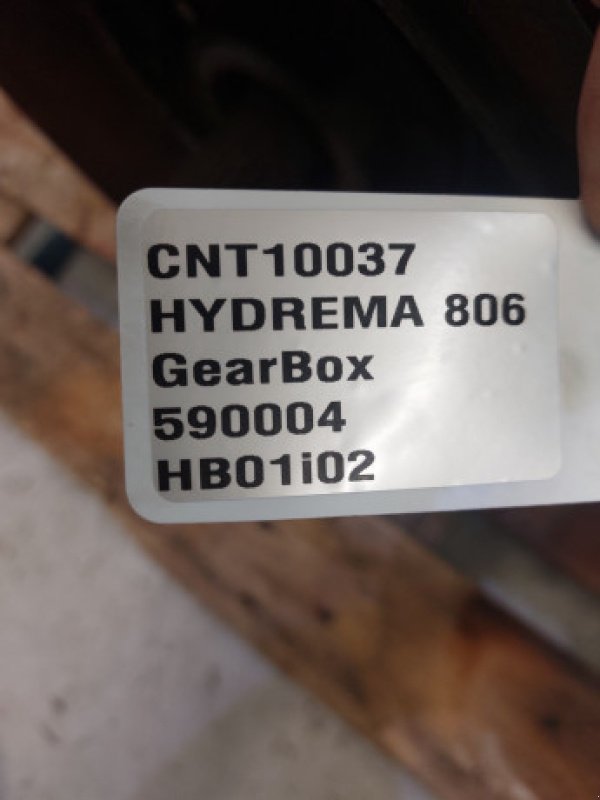 CNT10037
HYDREMA 806
GearBox
590004
HB01i02